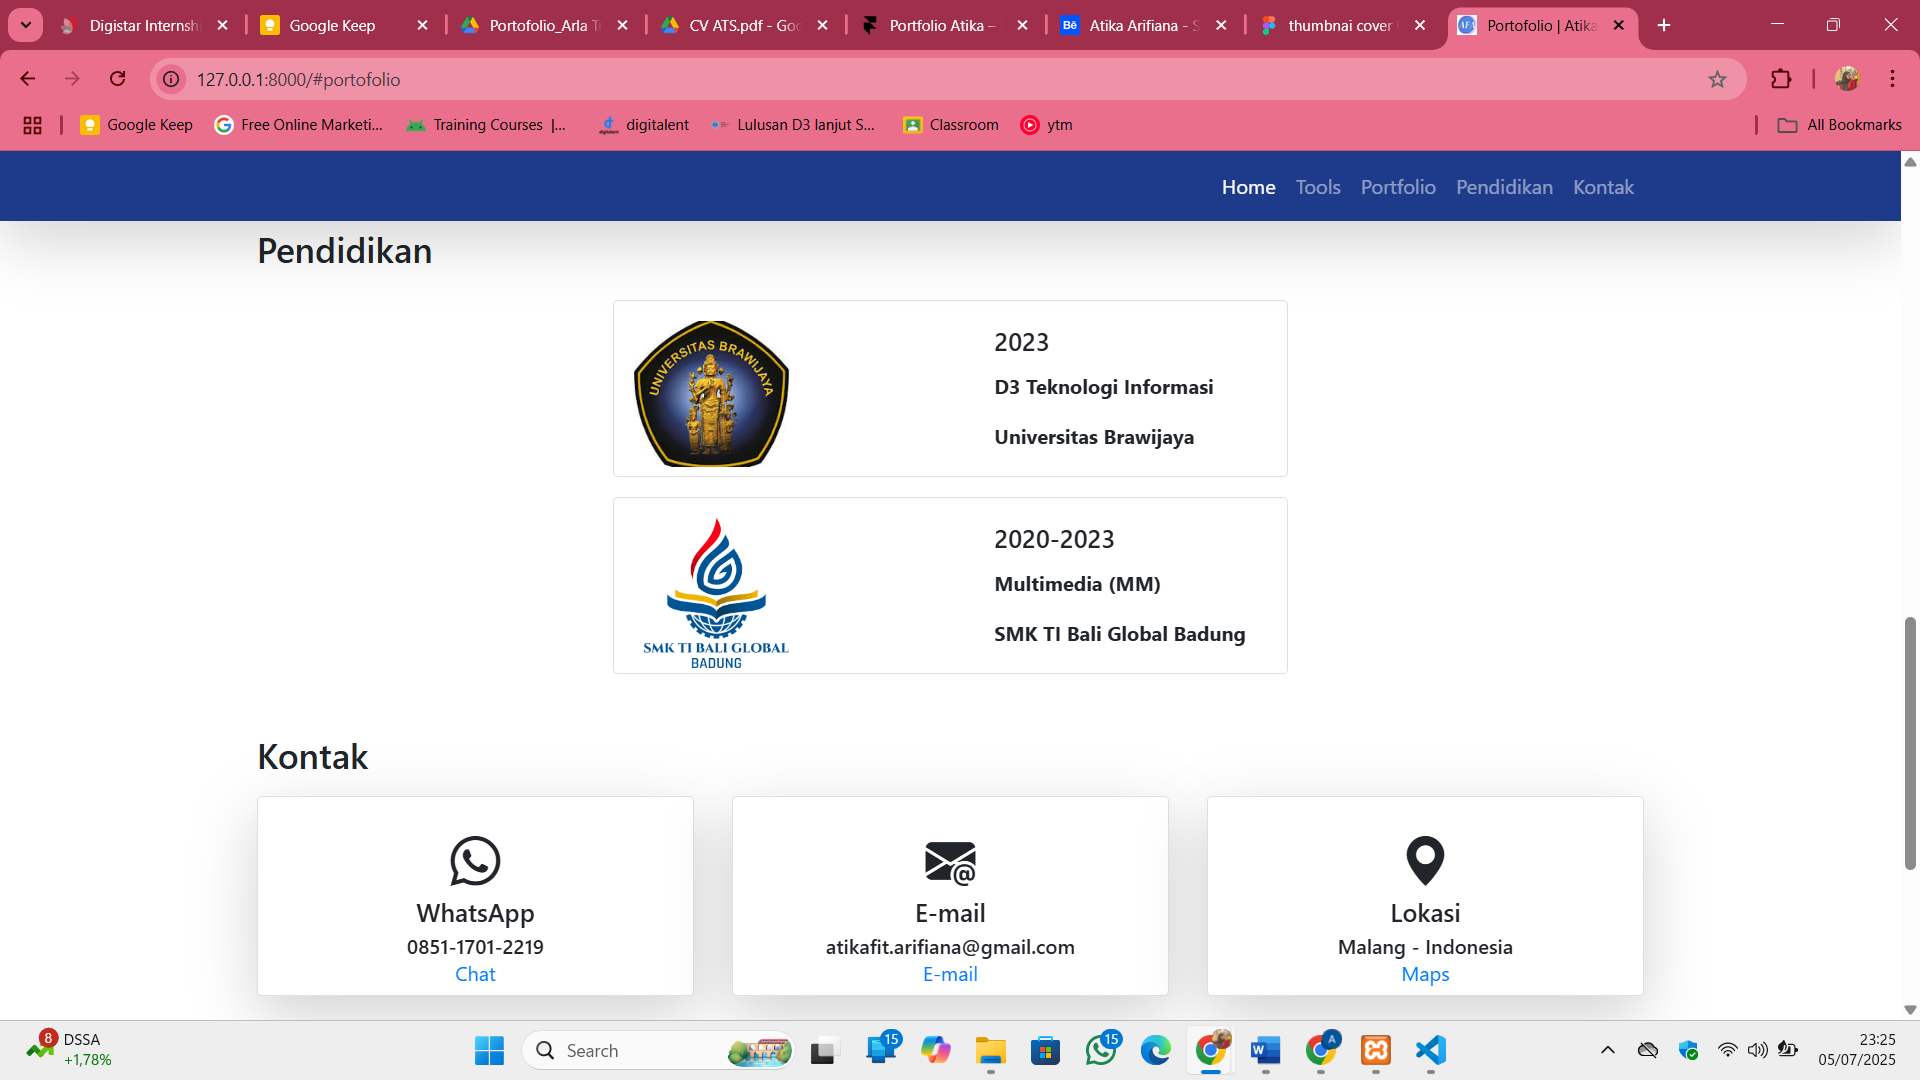 Digistar Internshi
Google Keep
Portofolio_Arla T
CV ATS.pdf - Goo
Portfolio Atika –
Bē Atika Arifiana - S
thumbnai cover
Portofolio | Atika
127.0.0.1:8000/#portofolio
Google Keep
Free Online Marketi...
Training Courses |...
digitalent
Lulusan D3 lanjut S...
Classroom
ytm
All Bookmarks
Home Tools Portfolio Pendidikan Kontak
Pendidikan
UNIVERSITAS BRAWIJAYA
2023
D3 Teknologi Informasi
Universitas Brawijaya
SMK TI BALI GLOBAL
BADUNG
2020-2023
Multimedia (MM)
SMK TI Bali Global Badung
Kontak
WhatsApp
0851-1701-2219
Chat
E-mail
atikafit.arifiana@gmail.com
E-mail
Lokasi
Malang - Indonesia
Maps
8
DSSA
+1,78%
Search
15
15
A
23:25
05/07/2025